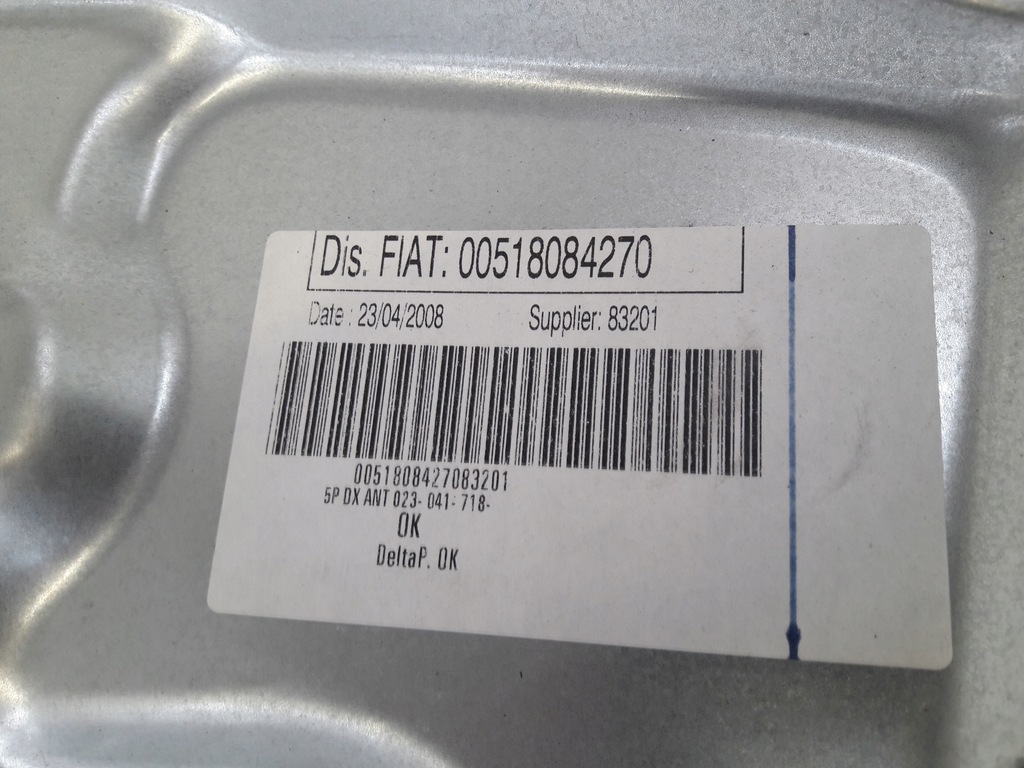 Dis. FIAT: 00518084270
Date : 23/04/2008 Supplier: 83201
0051808427083201
5P DX ANT 023- 041- 718-
OK
DeltaP. OK